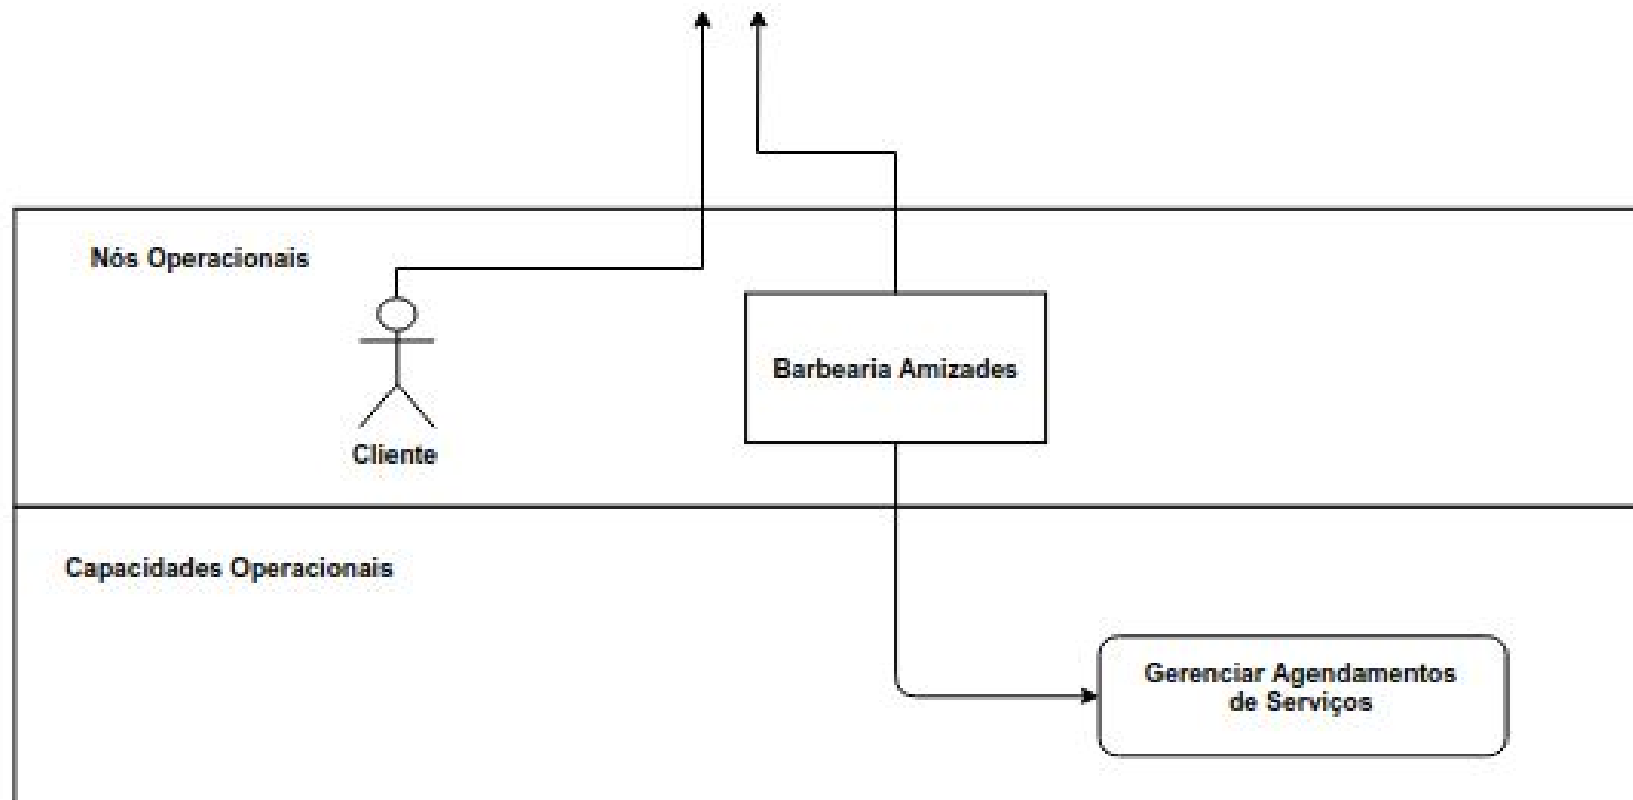 Nós Operacionais
Barbearia Amizades
Cliente
Capacidades Operacionais
Gerenciar Agendamentos
de Serviços